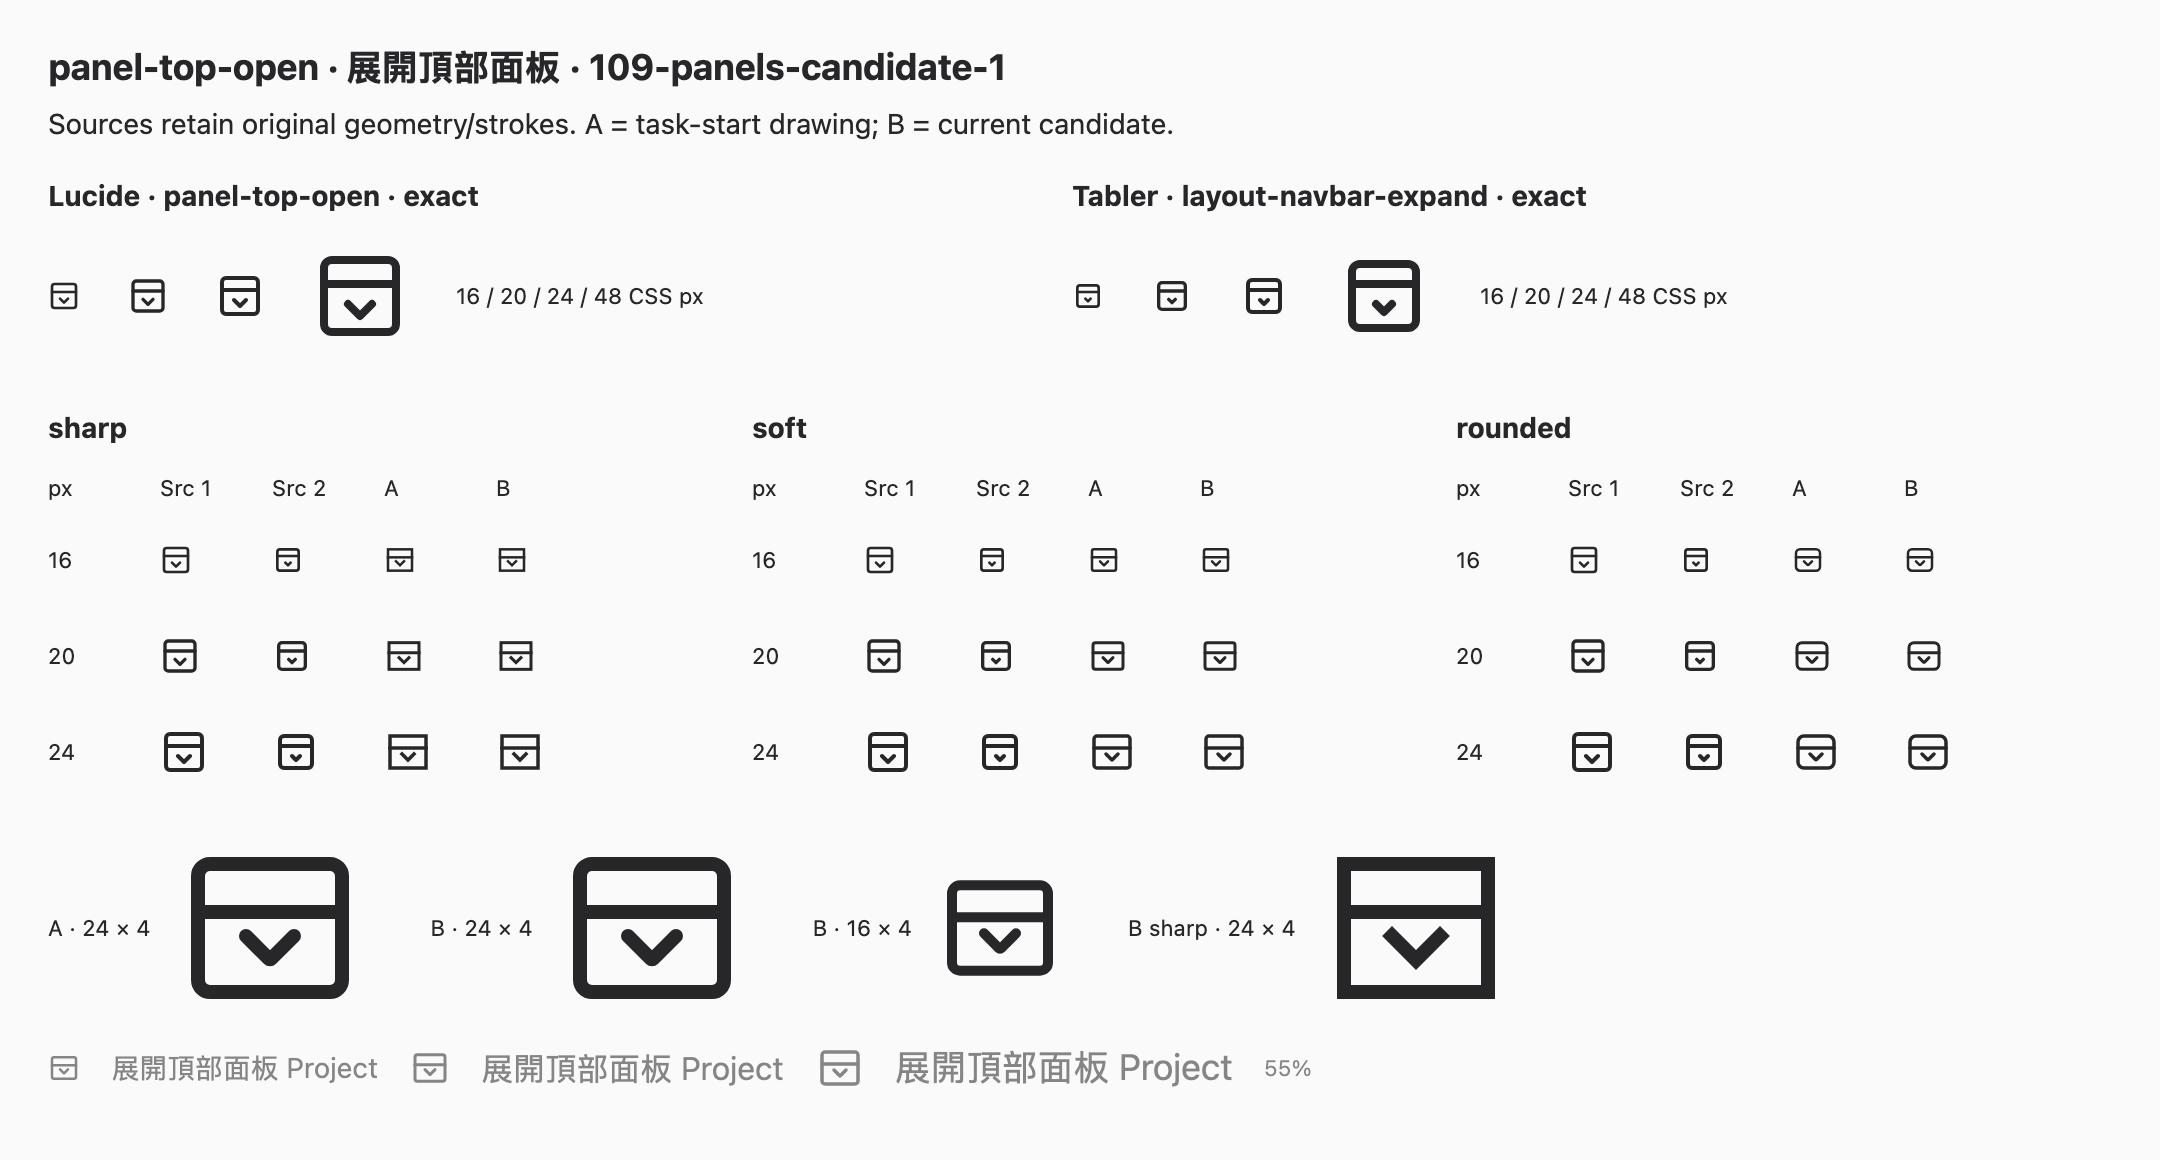 panel-top-open · 展開頂部面板 · 109-panels-candidate-1
Sources retain original geometry/strokes. A = task-start drawing; B = current candidate.
Lucide · panel-top-open · exact
16 / 20 / 24 / 48 CSS px
Tabler · layout-navbar-expand · exact
16 / 20 / 24 / 48 CSS px
sharp
px Src 1 Src 2 A B
16
20
24
soft
px Src 1 Src 2 A B
16
20
24
rounded
px Src 1 Src 2 A B
16
20
24
A · 24 × 4
B · 24 × 4
B · 16 × 4
B sharp · 24 × 4
展開頂部面板 Project 展開頂部面板 Project 展開頂部面板 Project 55%